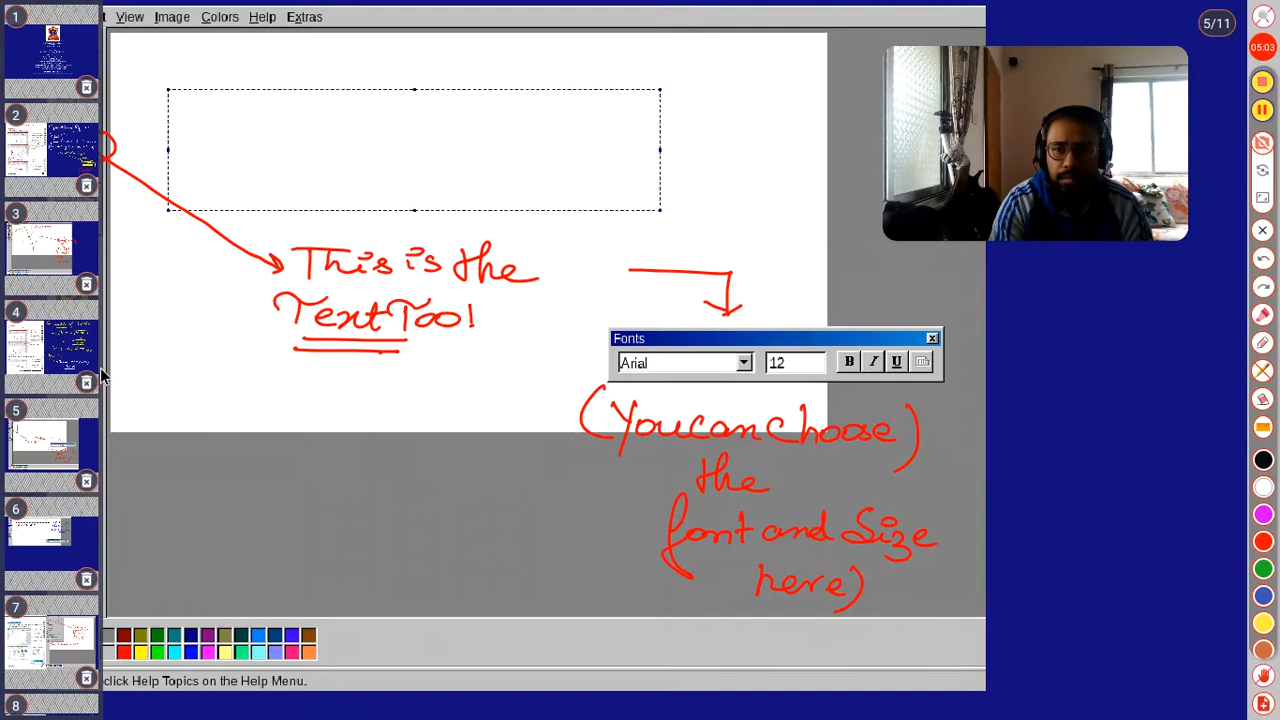 1
2
3
4
5
6
7
8
View Image Colors Help Extras
5/11
05:03
This is the
Text Tool
Fonts
Arial
12
B I U
(You can choose)
the
font and Size
here)
click Help Topics on the Help Menu.